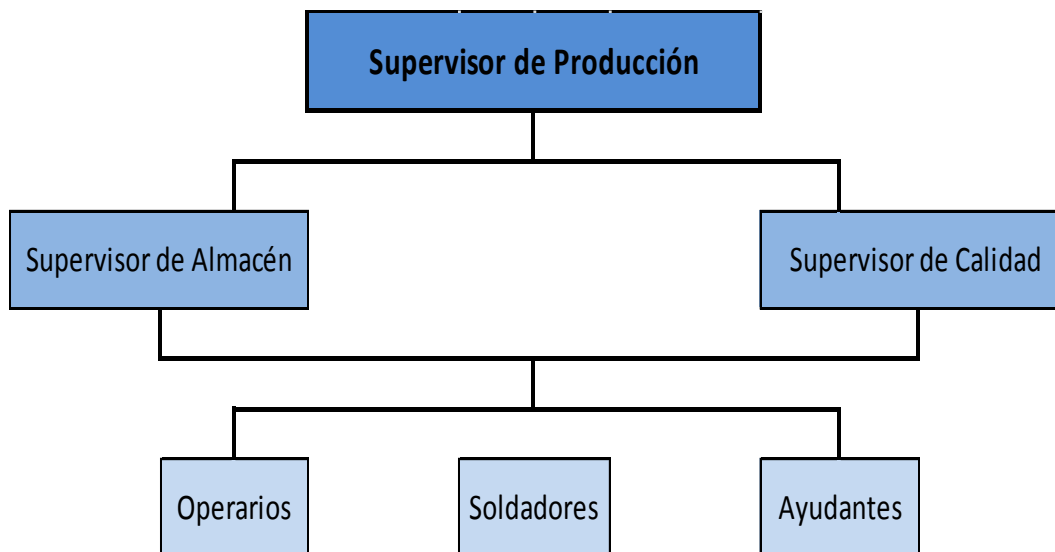 Supervisor de Producción
Supervisor de Almacén
Supervisor de Calidad
Operarios
Soldadores
Ayudantes